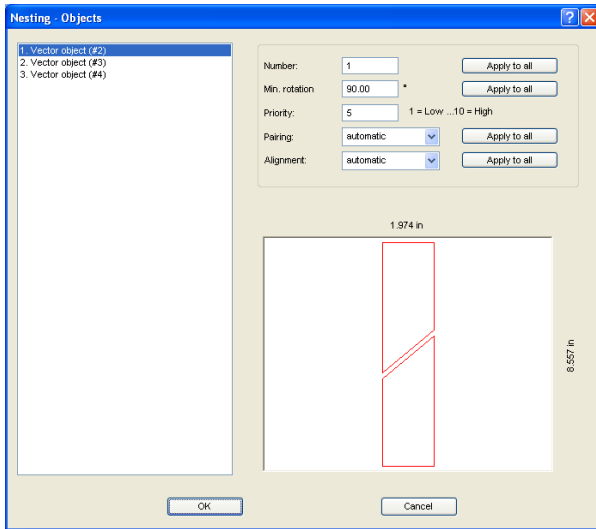 Nesting - Objects
1. Vector object (#2)
2. Vector object (#3)
3. Vector object (#4)
Number: 1 Apply to all
Min. rotation 90.00 ° Apply to all
Priority: 5 1 = Low ...10 = High
Pairing: automatic Apply to all
Alignment: automatic Apply to all
1.974 in
8.557 in
OK Cancel